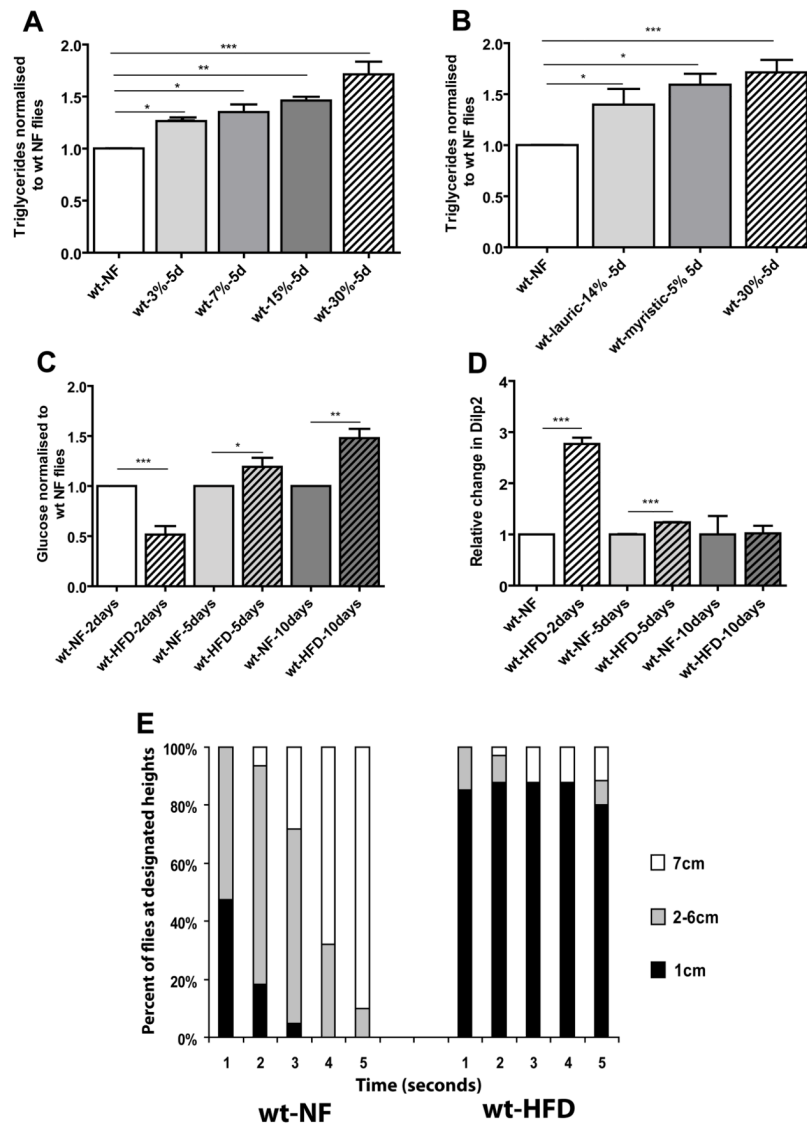 A
Triglycerides normalised
to wt NF flies
2.0
1.5
1.0
0.5
0.0
***
**
*
*
wt-NF
wt-3%-5d
wt-7%-5d
wt-15%-5d
wt-30%-5d
B
Triglycerides normalised
to wt NF flies
2.0
1.5
1.0
0.5
0.0
***
*
*
wt-NF
wt-lauric-14% -5d
wt-myristic-5% 5d
wt-30%-5d
C
Glucose normalised to
wt NF flies
2.0
1.5
1.0
0.5
0.0
***
*
**
wt-NF-2days
wt-HFD-2days
wt-NF-5days
wt-HFD-5days
wt-NF-10days
wt-HFD-10days
D
Relative change in Dilp2
4
3
2
1
0
***
***
wt-NF
wt-HFD-2days
wt-NF-5days
wt-HFD-5days
wt-NF-10days
wt-HFD-10days
E
Percent of flies at designated heights
100%
80%
60%
40%
20%
0%
1 2 3 4 5 1 2 3 4 5
Time (seconds)
wt-NF wt-HFD
7cm
2-6cm
1cm